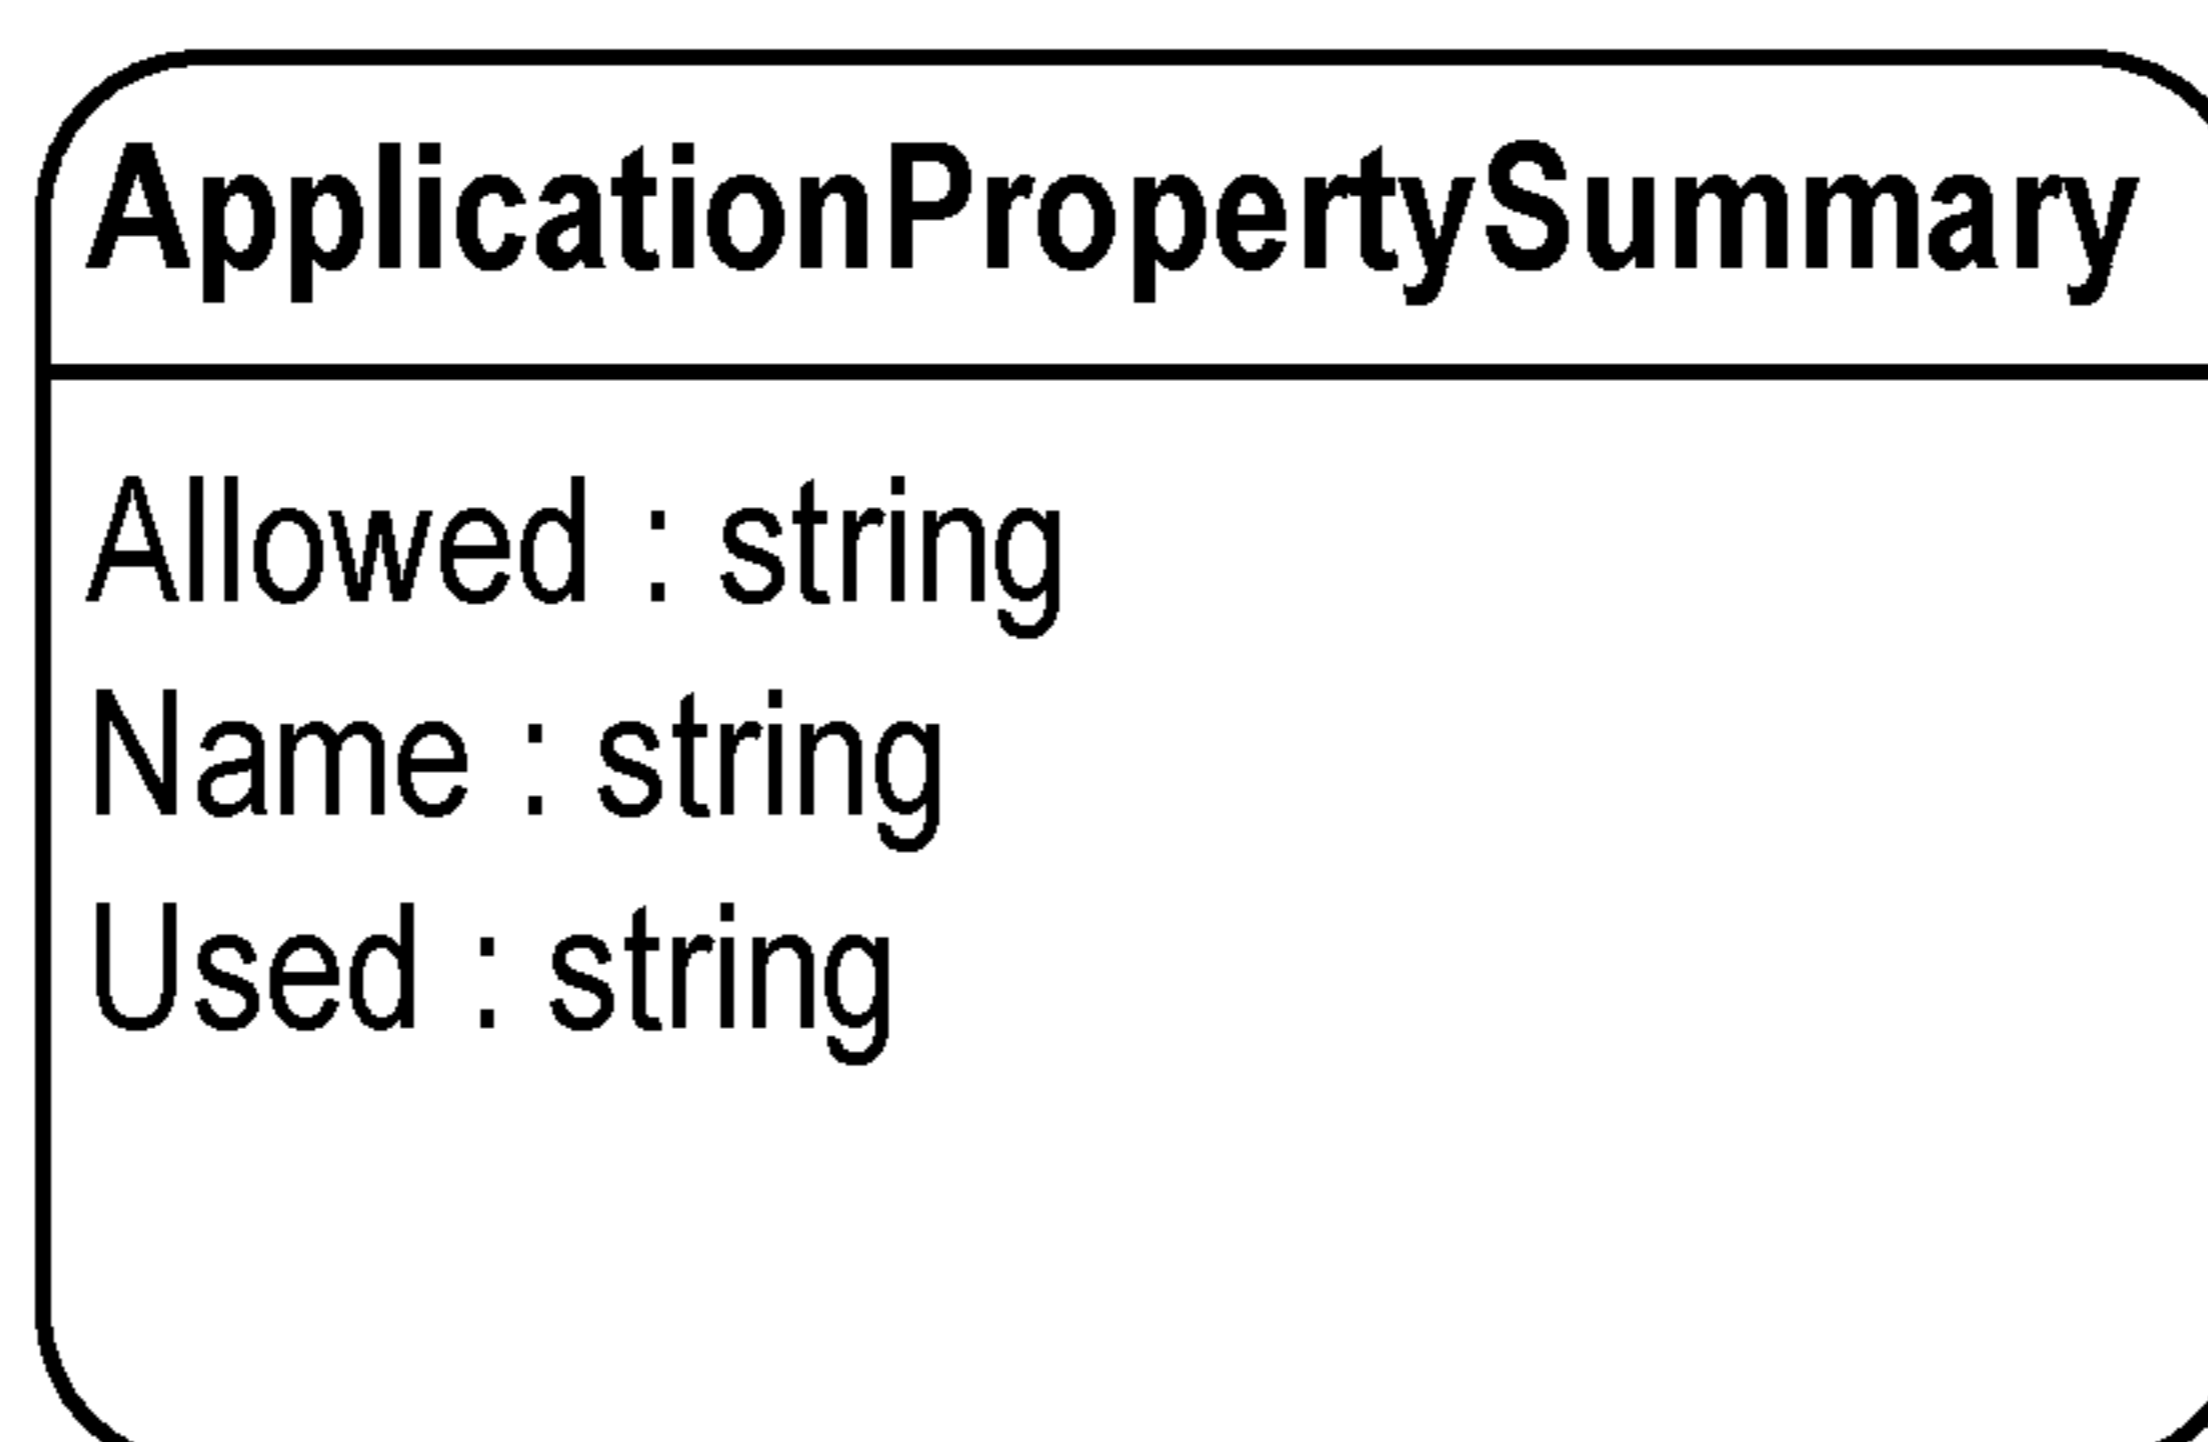 ApplicationPropertySummary
Allowed : string
Name : string
Used : string